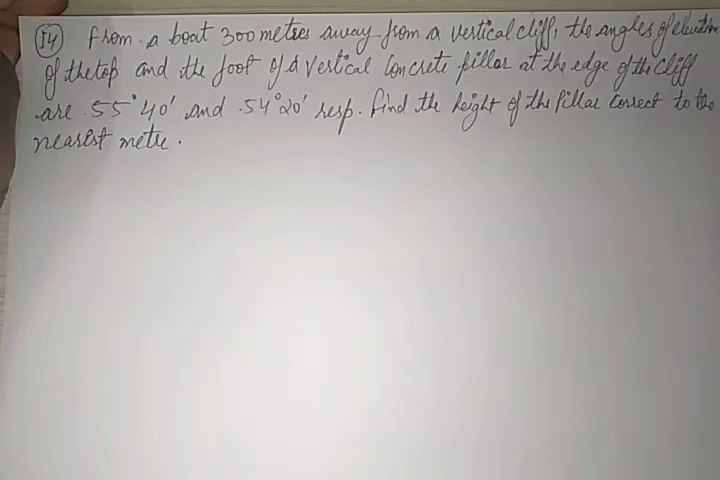 (54) From a boat 300 metres away from a vertical cliff, the angles of elevation
of the top and the foot of a vertical concrete pillar at the edge of the cliff
are 55°40' and 54°20' resp. Find the height of the pillar correct to the
nearest metre.